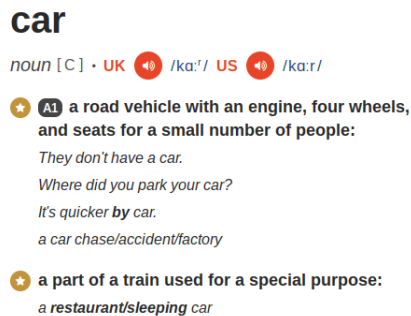 car
noun [ C ] • UK /kɑːʳ/ US /kɑːr/
A1 a road vehicle with an engine, four wheels,
and seats for a small number of people:
They don't have a car.
Where did you park your car?
It's quicker by car.
a car chase/accident/factory
a part of a train used for a special purpose:
a restaurant/sleeping car